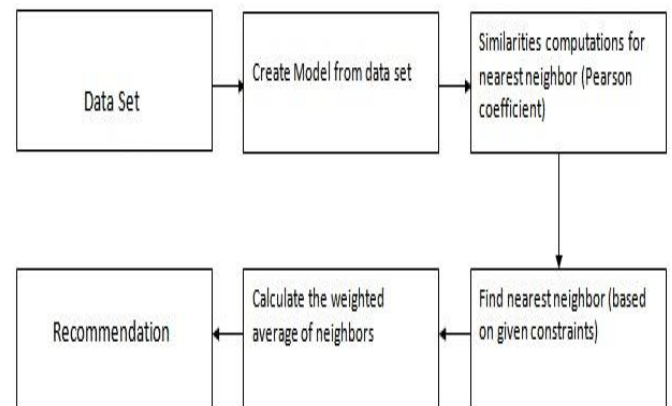 Data Set
Create Model from data set
Similarities computations for
nearest neighbor (Pearson
coefficient)
Find nearest neighbor (based
on given constraints)
Calculate the weighted
average of neighbors
Recommendation